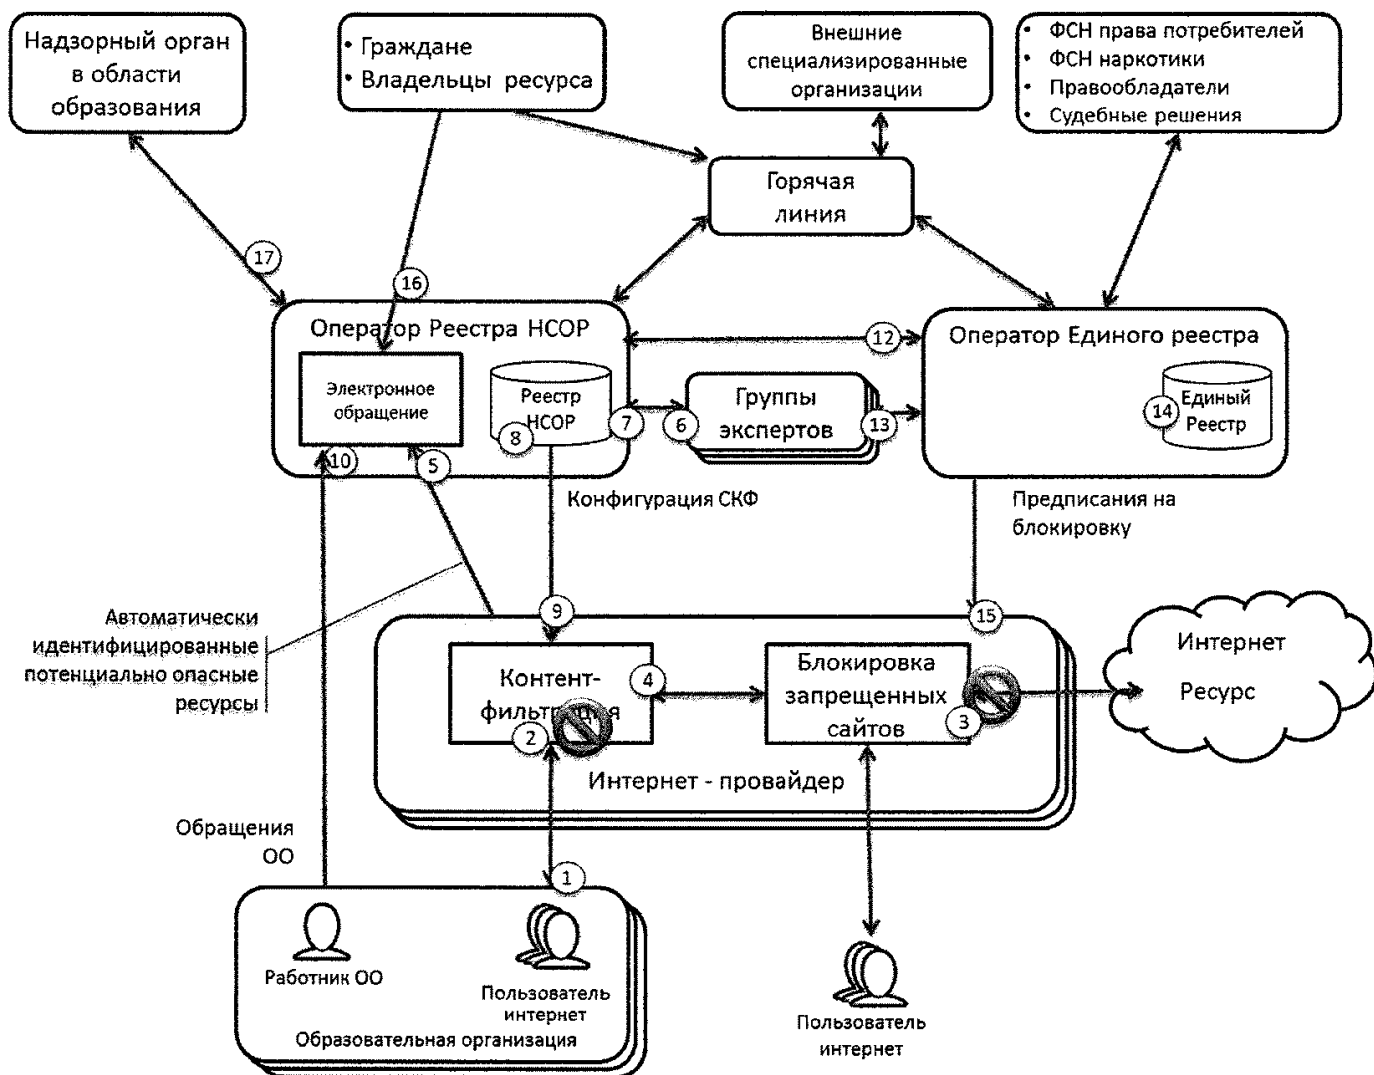 Надзорный орган
в области
образования
• Граждане
• Владельцы ресурса
Внешние
специализированные
организации
• ФСН права потребителей
• ФСН наркотики
• Правообладатели
• Судебные решения
Горячая
линия
17
16
Оператор Реестра НСОР
12
Оператор Единого реестра
Электронное
обращение
Реестр
НСОР
8
7
6
Группы
экспертов
13
14
Единый
Реестр
10
5
Конфигурация СКФ
Предписания на
блокировку
Автоматически
идентифицированные
потенциально опасные
ресурсы
9
15
Контент-
фильтрация
4
2
Блокировка
запрещенных
сайтов
3
Интернет
Ресурс
Интернет - провайдер
Обращения
ОО
1
Работник ОО
Пользователь
интернет
Образовательная организация
Пользователь
интернет